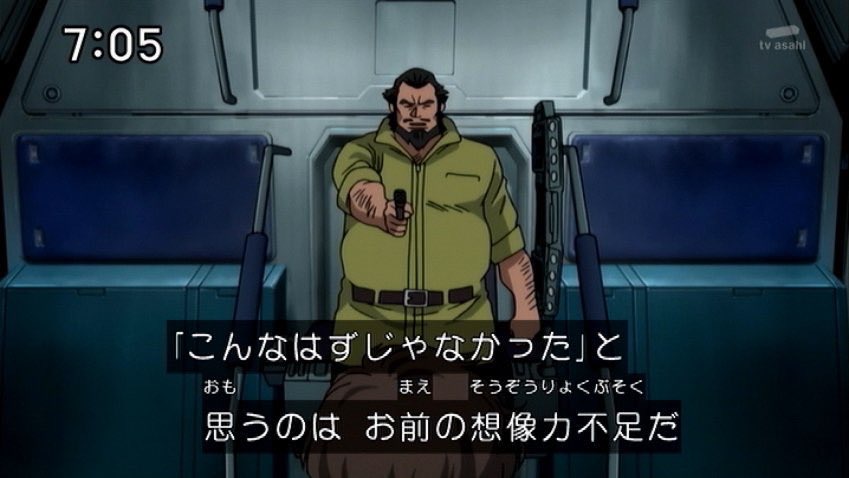 7:05
tv asahi
「こんなはずじゃなかった」と
おも まえ そうぞうりょくぶそく
思うのは お前の想像力不足だ